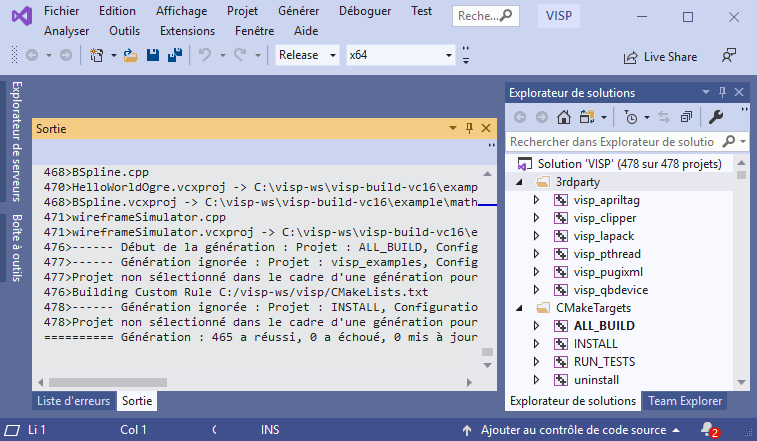 Fichier Edition Affichage Projet Générer Déboguer Test Reche... VISP
Analyser Outils Extensions Fenêtre Aide
Release x64 Live Share
Explorateur de serveurs
Boîte à outils
Sortie
468>BSpline.cpp
470>HelloWorldOgre.vcxproj -> C:\visp-ws\visp-build-vc16\examp
468>BSpline.vcxproj -> C:\visp-ws\visp-build-vc16\example\math
471>wireframeSimulator.cpp
471>wireframeSimulator.vcxproj -> C:\visp-ws\visp-build-vc16\e
476>------ Début de la génération : Projet : ALL_BUILD, Config
477>------ Génération ignorée : Projet : visp_examples, Config
477>Projet non sélectionné dans le cadre d'une génération pour
476>Building Custom Rule C:/visp-ws/visp/CMakeLists.txt
478>------ Génération ignorée : Projet : INSTALL, Configuratio
478>Projet non sélectionné dans le cadre d'une génération pour
========== Génération : 465 a réussi, 0 a échoué, 0 mis à jour
Liste d'erreurs Sortie
Explorateur de solutions
Rechercher dans Explorateur de solutio
Solution 'VISP' (478 sur 478 projets)
3rdparty
visp_apriltag
visp_clipper
visp_lapack
visp_pthread
visp_pugixml
visp_qbdevice
CMakeTargets
ALL_BUILD
INSTALL
RUN_TESTS
uninstall
Explorateur de solutions Team Explorer
Li 1 Col 1 INS Ajouter au contrôle de code source 2